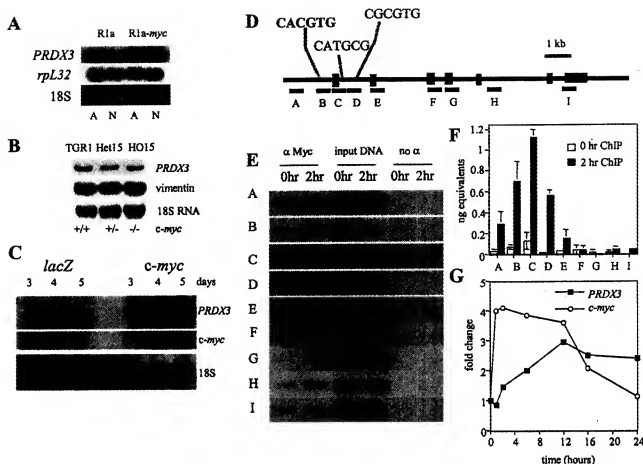 A
R1a R1a-myc
PRDX3
rpL32
18S
A N A N
B
TGR1 Het15 HO15
PRDX3
vimentin
18S RNA
+/+ +/- -/- c-myc
C
lacZ c-myc
3 4 5 3 4 5 days
PRDX3
c-myc
18S
D
CACGTG
CATGCG
CGCGTG
1 kb
A B C D E F G H I
E
α Myc input DNA no α
0hr 2hr 0hr 2hr 0hr 2hr
A
B
C
D
E
F
G
H
I
F
ng equivalents
1.2
1
0.8
0.6
0.4
0.2
0
0 hr ChIP
2 hr ChIP
A B C D E F G H I
G
fold change
5
4
3
2
1
0
PRDX3
c-myc
0 4 8 12 16 20 24
time (hours)